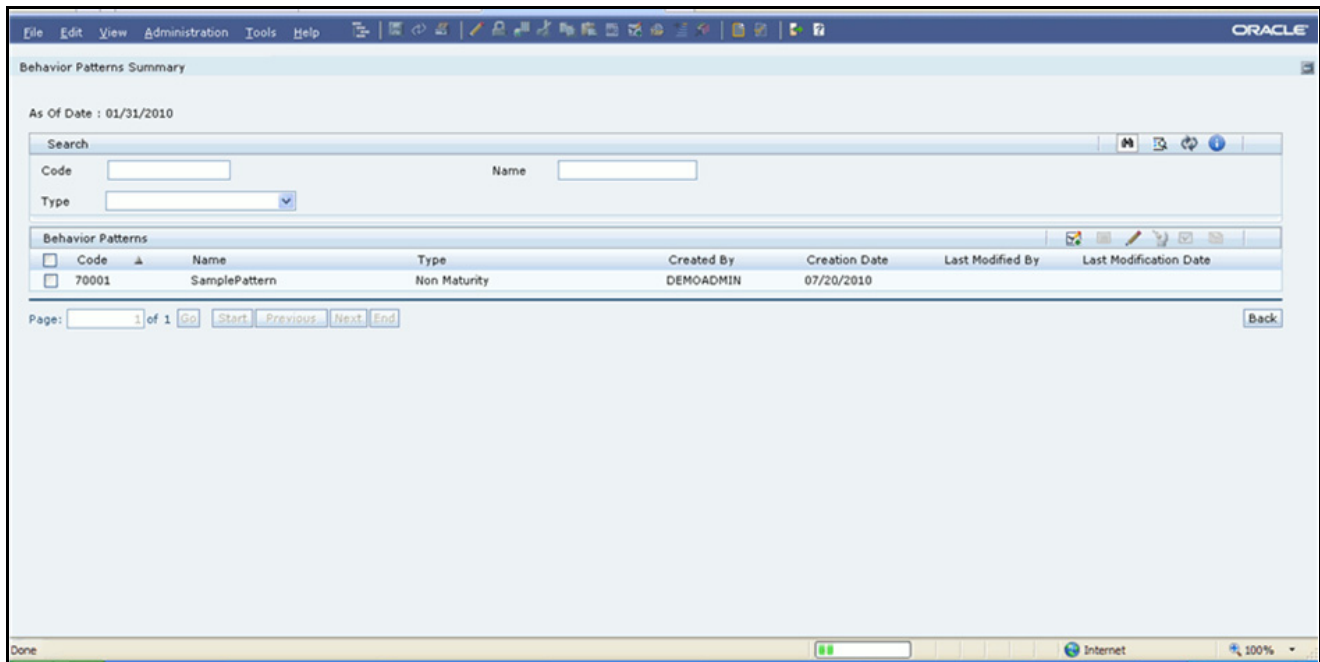 File Edit View Administration Tools Help ORACLE
Behavior Patterns Summary
As Of Date : 01/31/2010
Search
Code Name
Type
Behavior Patterns
Code Name Type Created By Creation Date Last Modified By Last Modification Date
70001 SamplePattern Non Maturity DEMOADMIN 07/20/2010
Page: 1 of 1 Go Start Previous Next End Back
Done Internet 100%